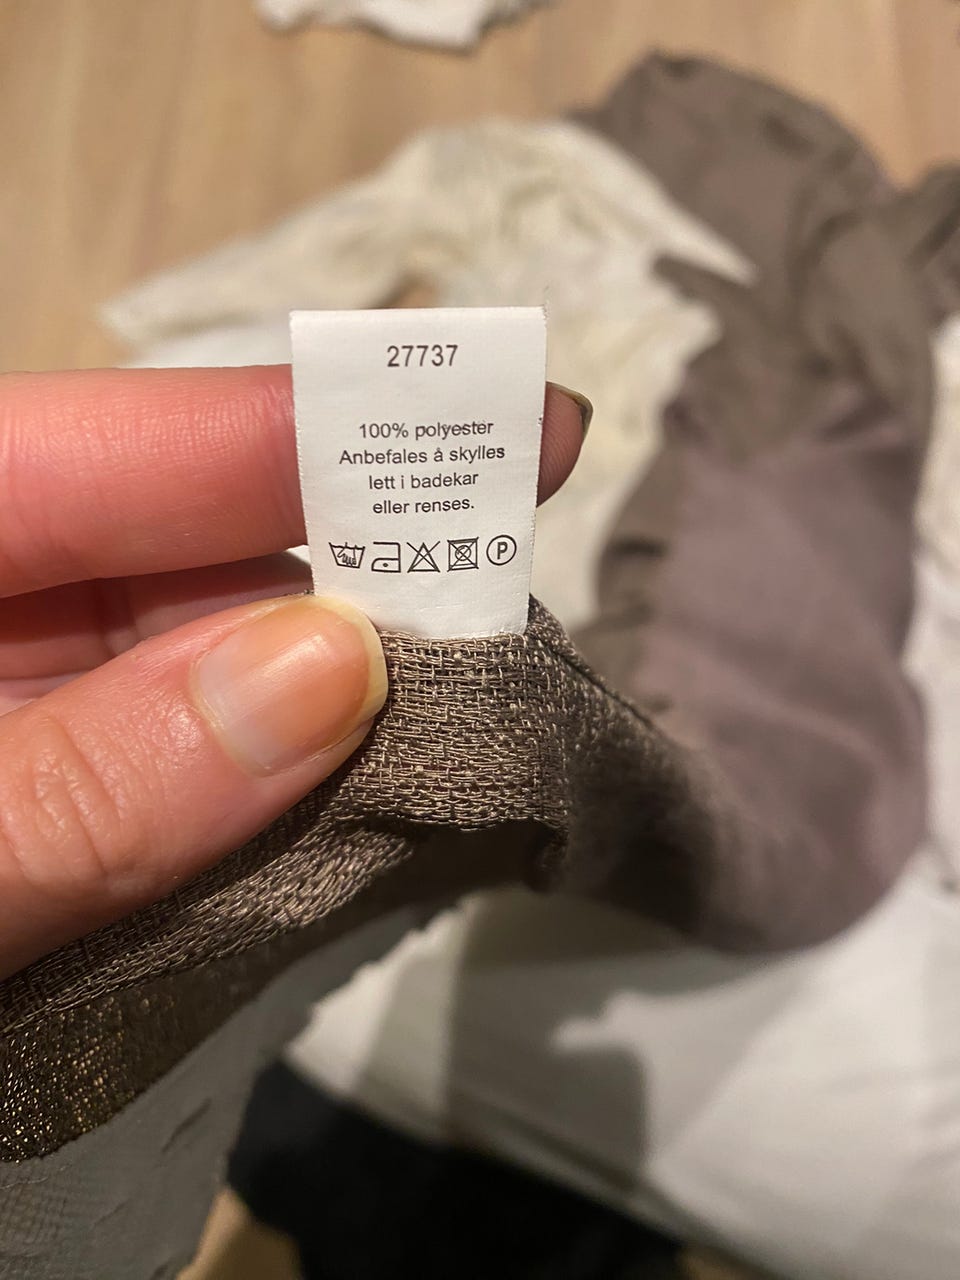 27737
100% polyester
Anbefales å skylles
lett i badekar
eller renses.
P